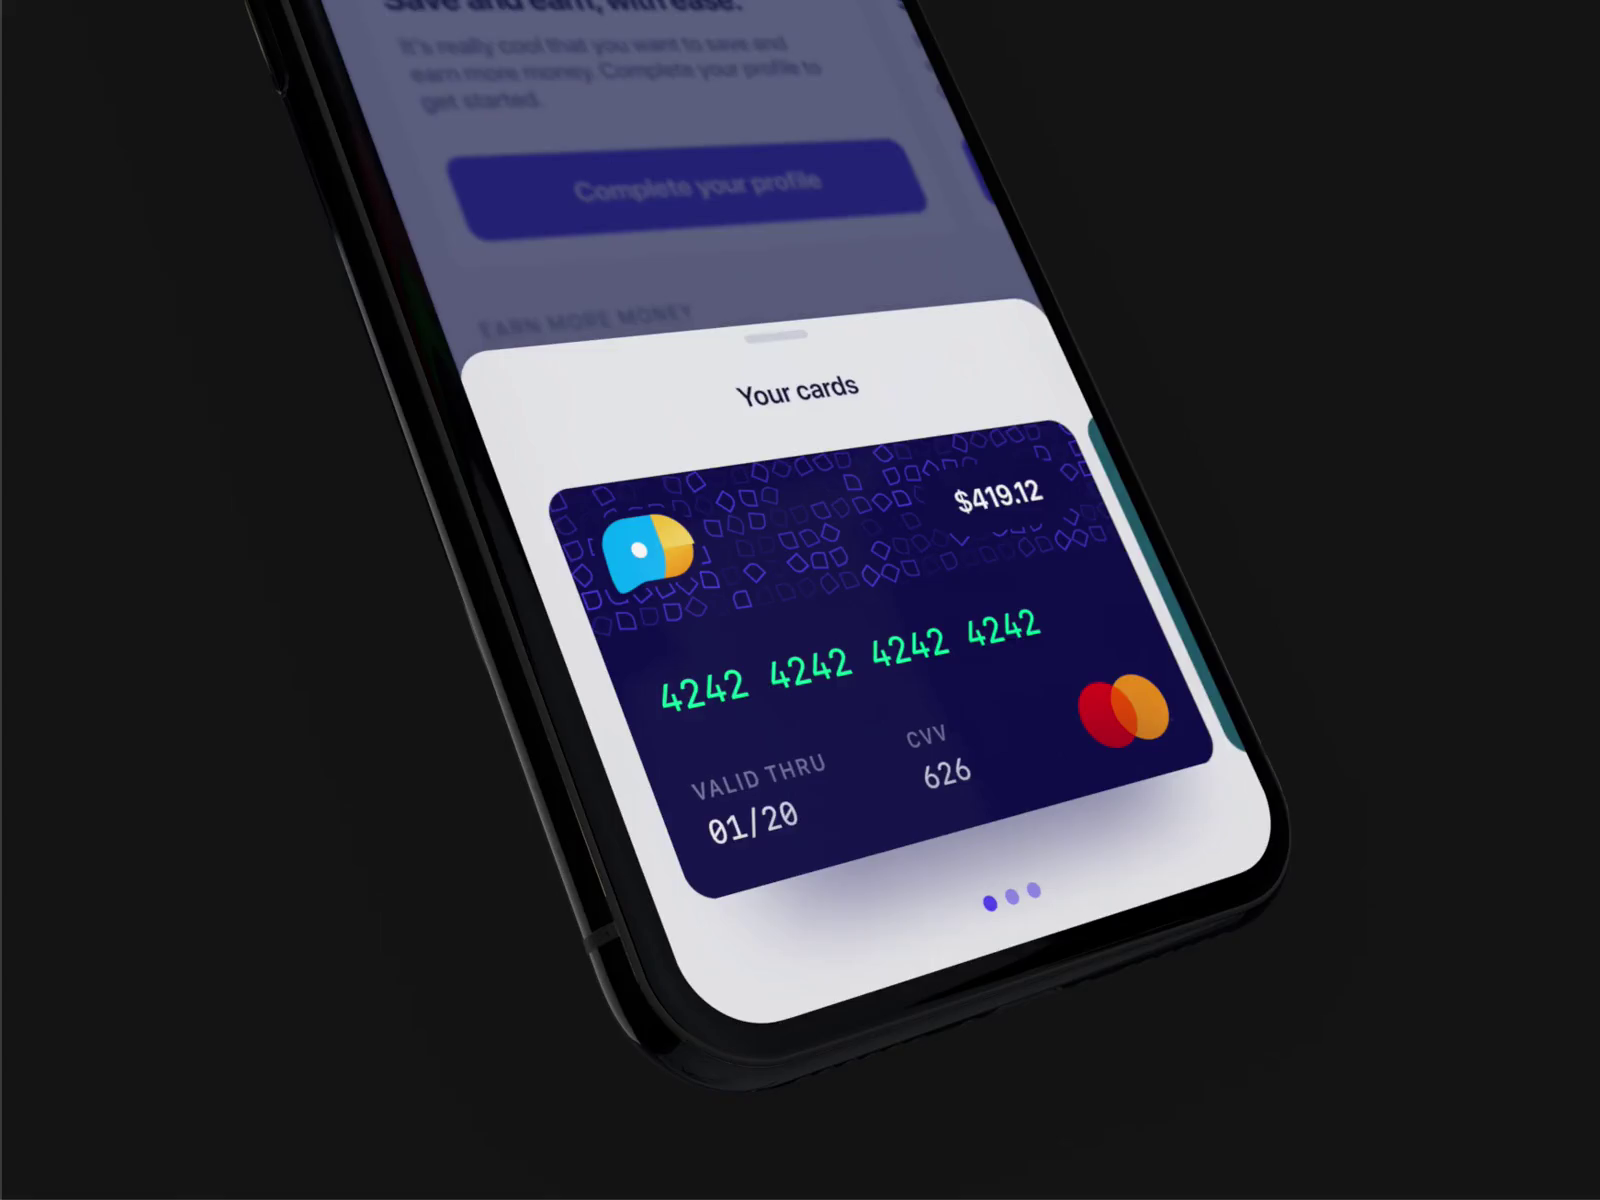 Save and earn, with ease.
It's really cool that you want to save and
earn more money. Complete your profile to
get started.
Complete your profile
EARN MORE MONEY
Your cards
$419.12
4242 4242 4242 4242
VALID THRU
01/20
CVV
626